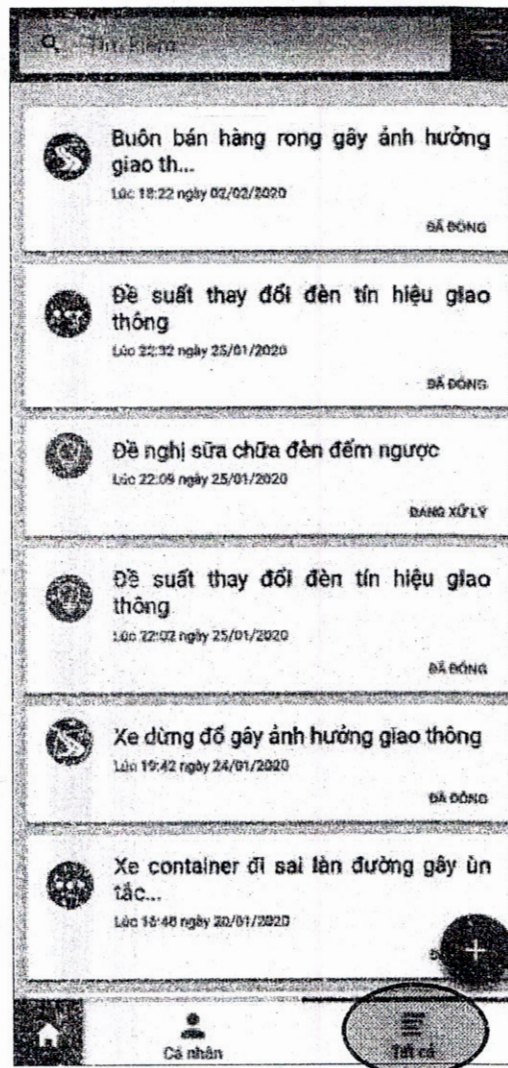 Tìm kiếm
Buôn bán hàng rong gây ảnh hưởng
giao th...
Lúc 18:22 ngày 02/02/2020
ĐÃ ĐÓNG
Đề suất thay đổi đèn tín hiệu giao
thông
Lúc 22:32 ngày 25/01/2020
ĐÃ ĐÓNG
Đề nghị sữa chữa đèn đếm ngược
Lúc 22:09 ngày 25/01/2020
ĐANG XỬ LÝ
Đề suất thay đổi đèn tín hiệu giao
thông
Lúc 22:02 ngày 25/01/2020
ĐÃ ĐÓNG
Xe dừng đổ gây ảnh hưởng giao thông
Lúc 19:42 ngày 24/01/2020
ĐÃ ĐÓNG
Xe container đi sai làn đường gây ùn
tắc...
Lúc ngày 20/01/2020
Cá nhân
Tất cả